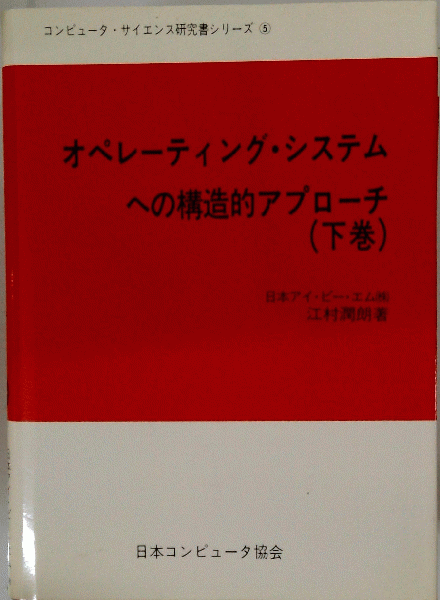 コンピュータ・サイエンス研究書シリーズ ⑤
オペレーティング・システム
への構造的アプローチ
(下巻)
日本アイ・ビー・エム㈱
江村潤朗著
日本コンピュータ協会